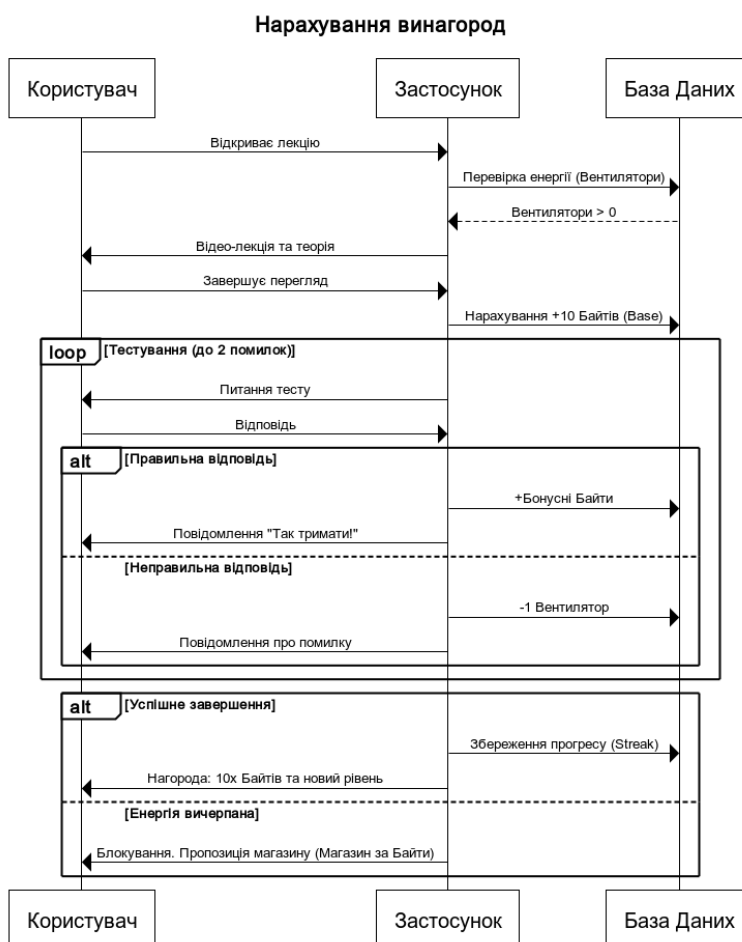 Нарахування винагород
Користувач
Застосунок
База Даних
Відкриває лекцію
Перевірка енергії (Вентилятори)
Вентилятори > 0
Відео-лекція та теорія
Завершує перегляд
Нарахування +10 Байтів (Base)
loop [Тестування (до 2 помилок)]
Питання тесту
Відповідь
alt [Правильна відповідь]
+Бонусні Байти
Повідомлення "Так тримати!"
[Неправильна відповідь]
-1 Вентилятор
Повідомлення про помилку
alt [Успішне завершення]
Збереження прогресу (Streak)
Нагорода: 10x Байтів та новий рівень
[Енергія вичерпана]
Блокування. Пропозиція магазину (Магазин за Байти)
Користувач
Застосунок
База Даних